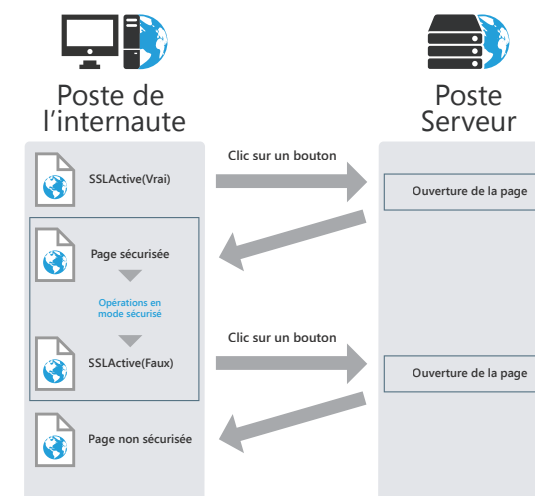 Poste de
l'internaute
Poste
Serveur
Clic sur un bouton
SSLActive(Vrai)
Ouverture de la page
Page sécurisée
Opérations en
mode sécurisé
Clic sur un bouton
SSLActive(Faux)
Ouverture de la page
Page non sécurisée